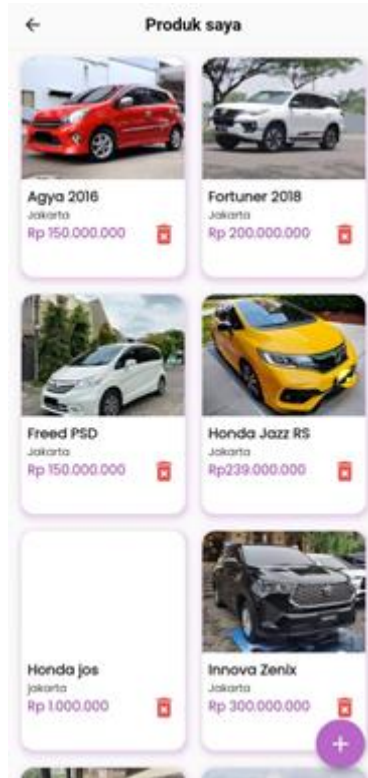 Produk saya
Agya 2016
Jakarta
Rp 150.000.000
Fortuner 2018
Jakarta
Rp 200.000.000
Freed PSD
Jakarta
Rp 150.000.000
Honda Jazz RS
Jakarta
Rp239.000.000
Honda jos
jakarta
Rp 1.000.000
Innova Zenix
Jakarta
Rp 300.000.000